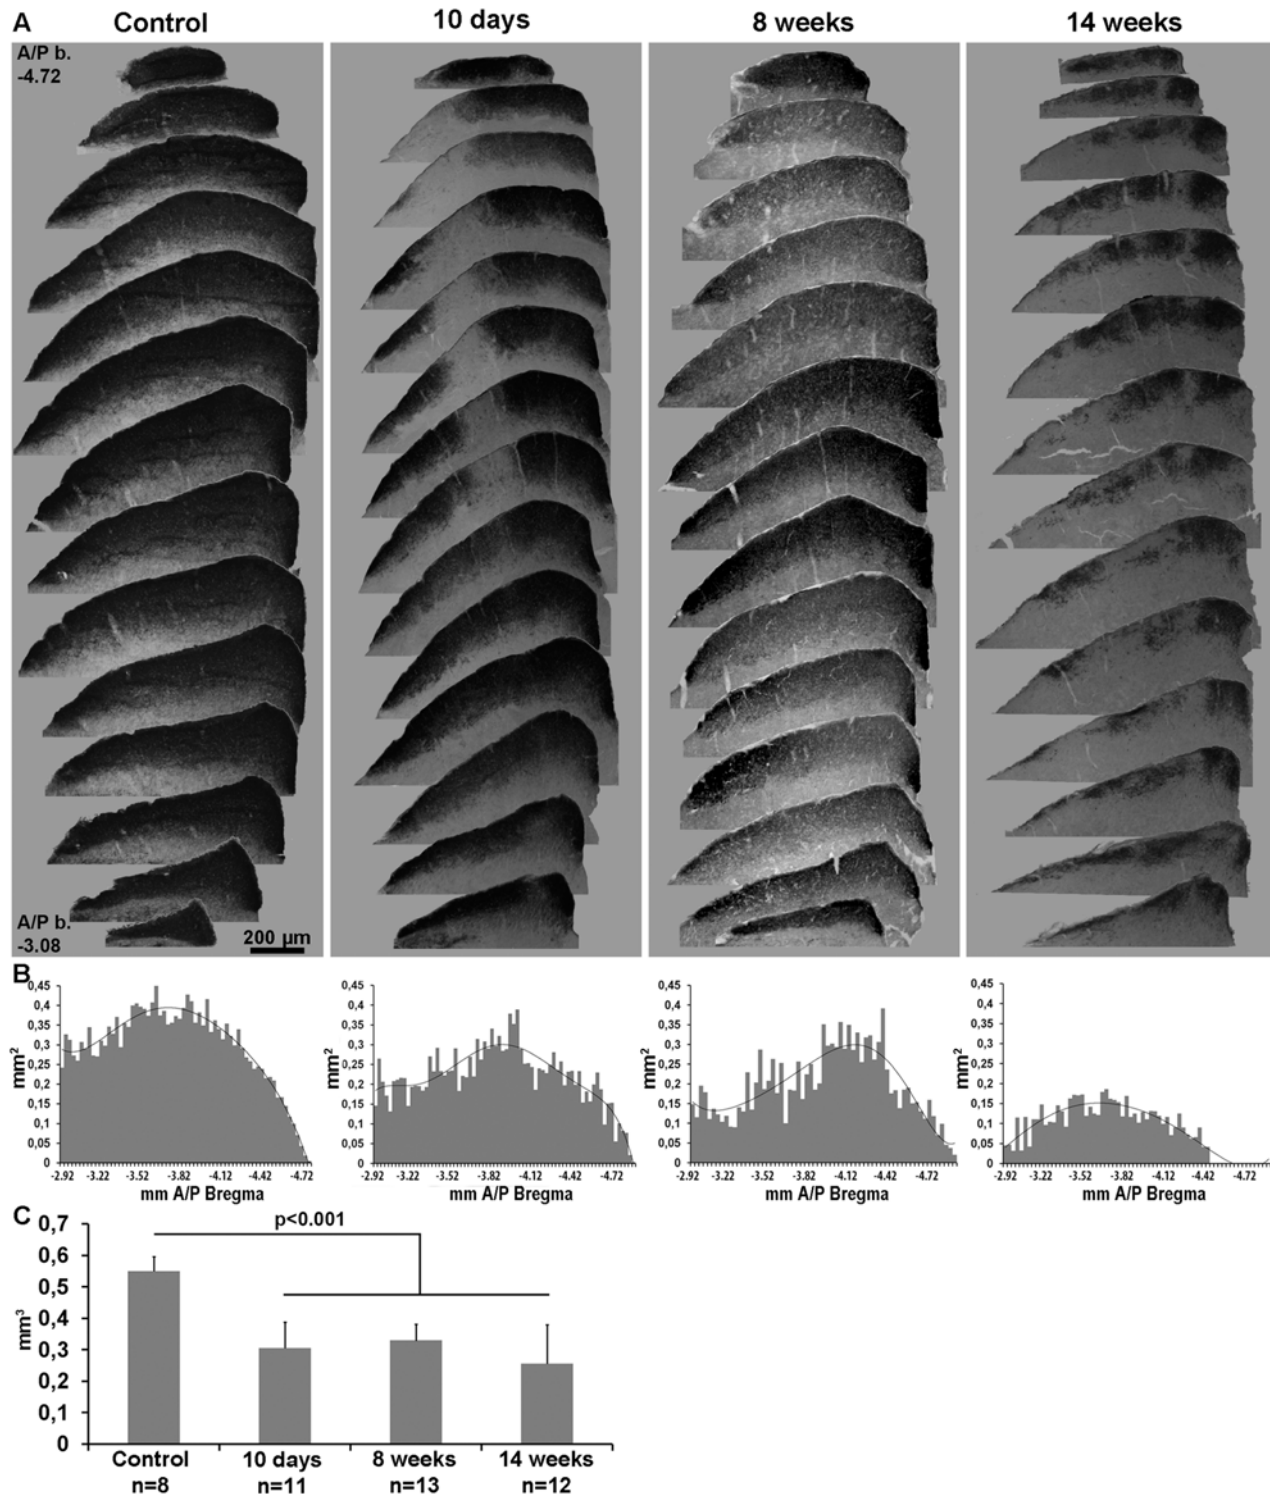 A Control 10 days 8 weeks 14 weeks
A/P b.
-4.72
A/P b.
-3.08
200 µm
B
0,45 0,45 0,45 0,45
0,4 0,4 0,4 0,4
0,35 0,35 0,35 0,35
0,3 0,3 0,3 0,3
0,25 0,25 0,25 0,25
0,2 0,2 0,2 0,2
0,15 0,15 0,15 0,15
0,1 0,1 0,1 0,1
0,05 0,05 0,05 0,05
0 0 0 0
mm² mm² mm² mm²
-2.92 -3.22 -3.52 -3.82 -4.12 -4.42 -4.72 -2.92 -3.22 -3.52 -3.82 -4.12 -4.42 -4.72 -2.92 -3.22 -3.52 -3.82 -4.12 -4.42 -4.72 -2.92 -3.22 -3.52 -3.82 -4.12 -4.42 -4.72
mm A/P Bregma mm A/P Bregma mm A/P Bregma mm A/P Bregma
C
p<0.001
0,7
0,6
0,5
0,4
0,3
0,2
0,1
0
mm³
Control 10 days 8 weeks 14 weeks
n=8 n=11 n=13 n=12